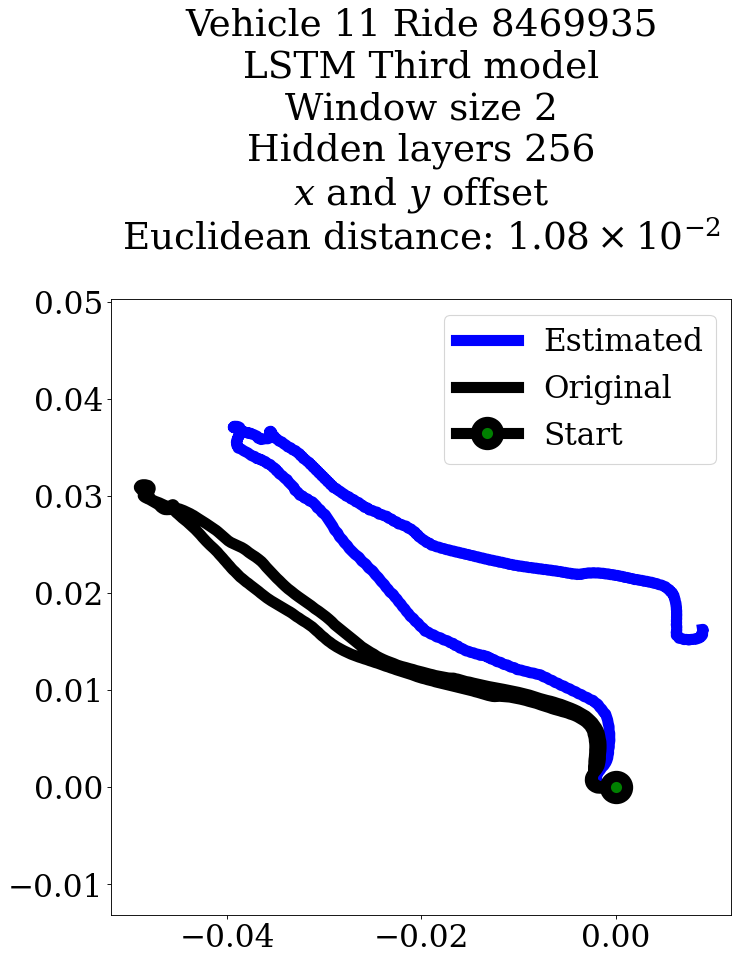 Vehicle 11 Ride 8469935
LSTM Third model
Window size 2
Hidden layers 256
x and y offset
Euclidean distance: 1.08 × 10⁻²
0.05
0.04
0.03
0.02
0.01
0.00
−0.01
−0.04
−0.02
0.00
Estimated
Original
Start